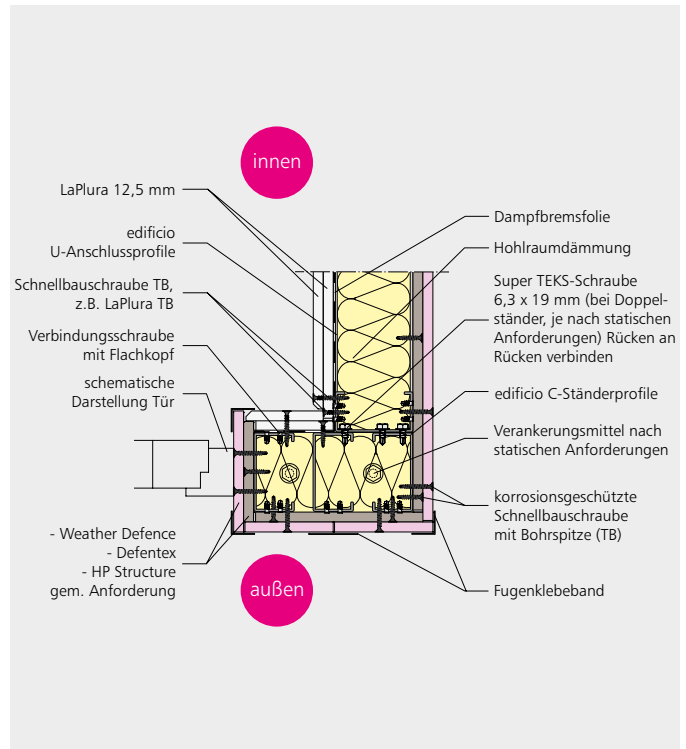 innen
LaPlura 12,5 mm
edificio
U-Anschlussprofile
Schnellbauschraube TB,
z.B. LaPlura TB
Verbindungsschraube
mit Flachkopf
schematische
Darstellung Tür
- Weather Defence
- Defentex
- HP Structure
gem. Anforderung
Dampfbremsfolie
Hohlraumdämmung
Super TEKS-Schraube
6,3 x 19 mm (bei Doppel-
ständer, je nach statischen
Anforderungen) Rücken an
Rücken verbinden
edificio C-Ständerprofile
Verankerungsmittel nach
statischen Anforderungen
korrosionsgeschützte
Schnellbauschraube
mit Bohrspitze (TB)
Fugenklebeband
außen